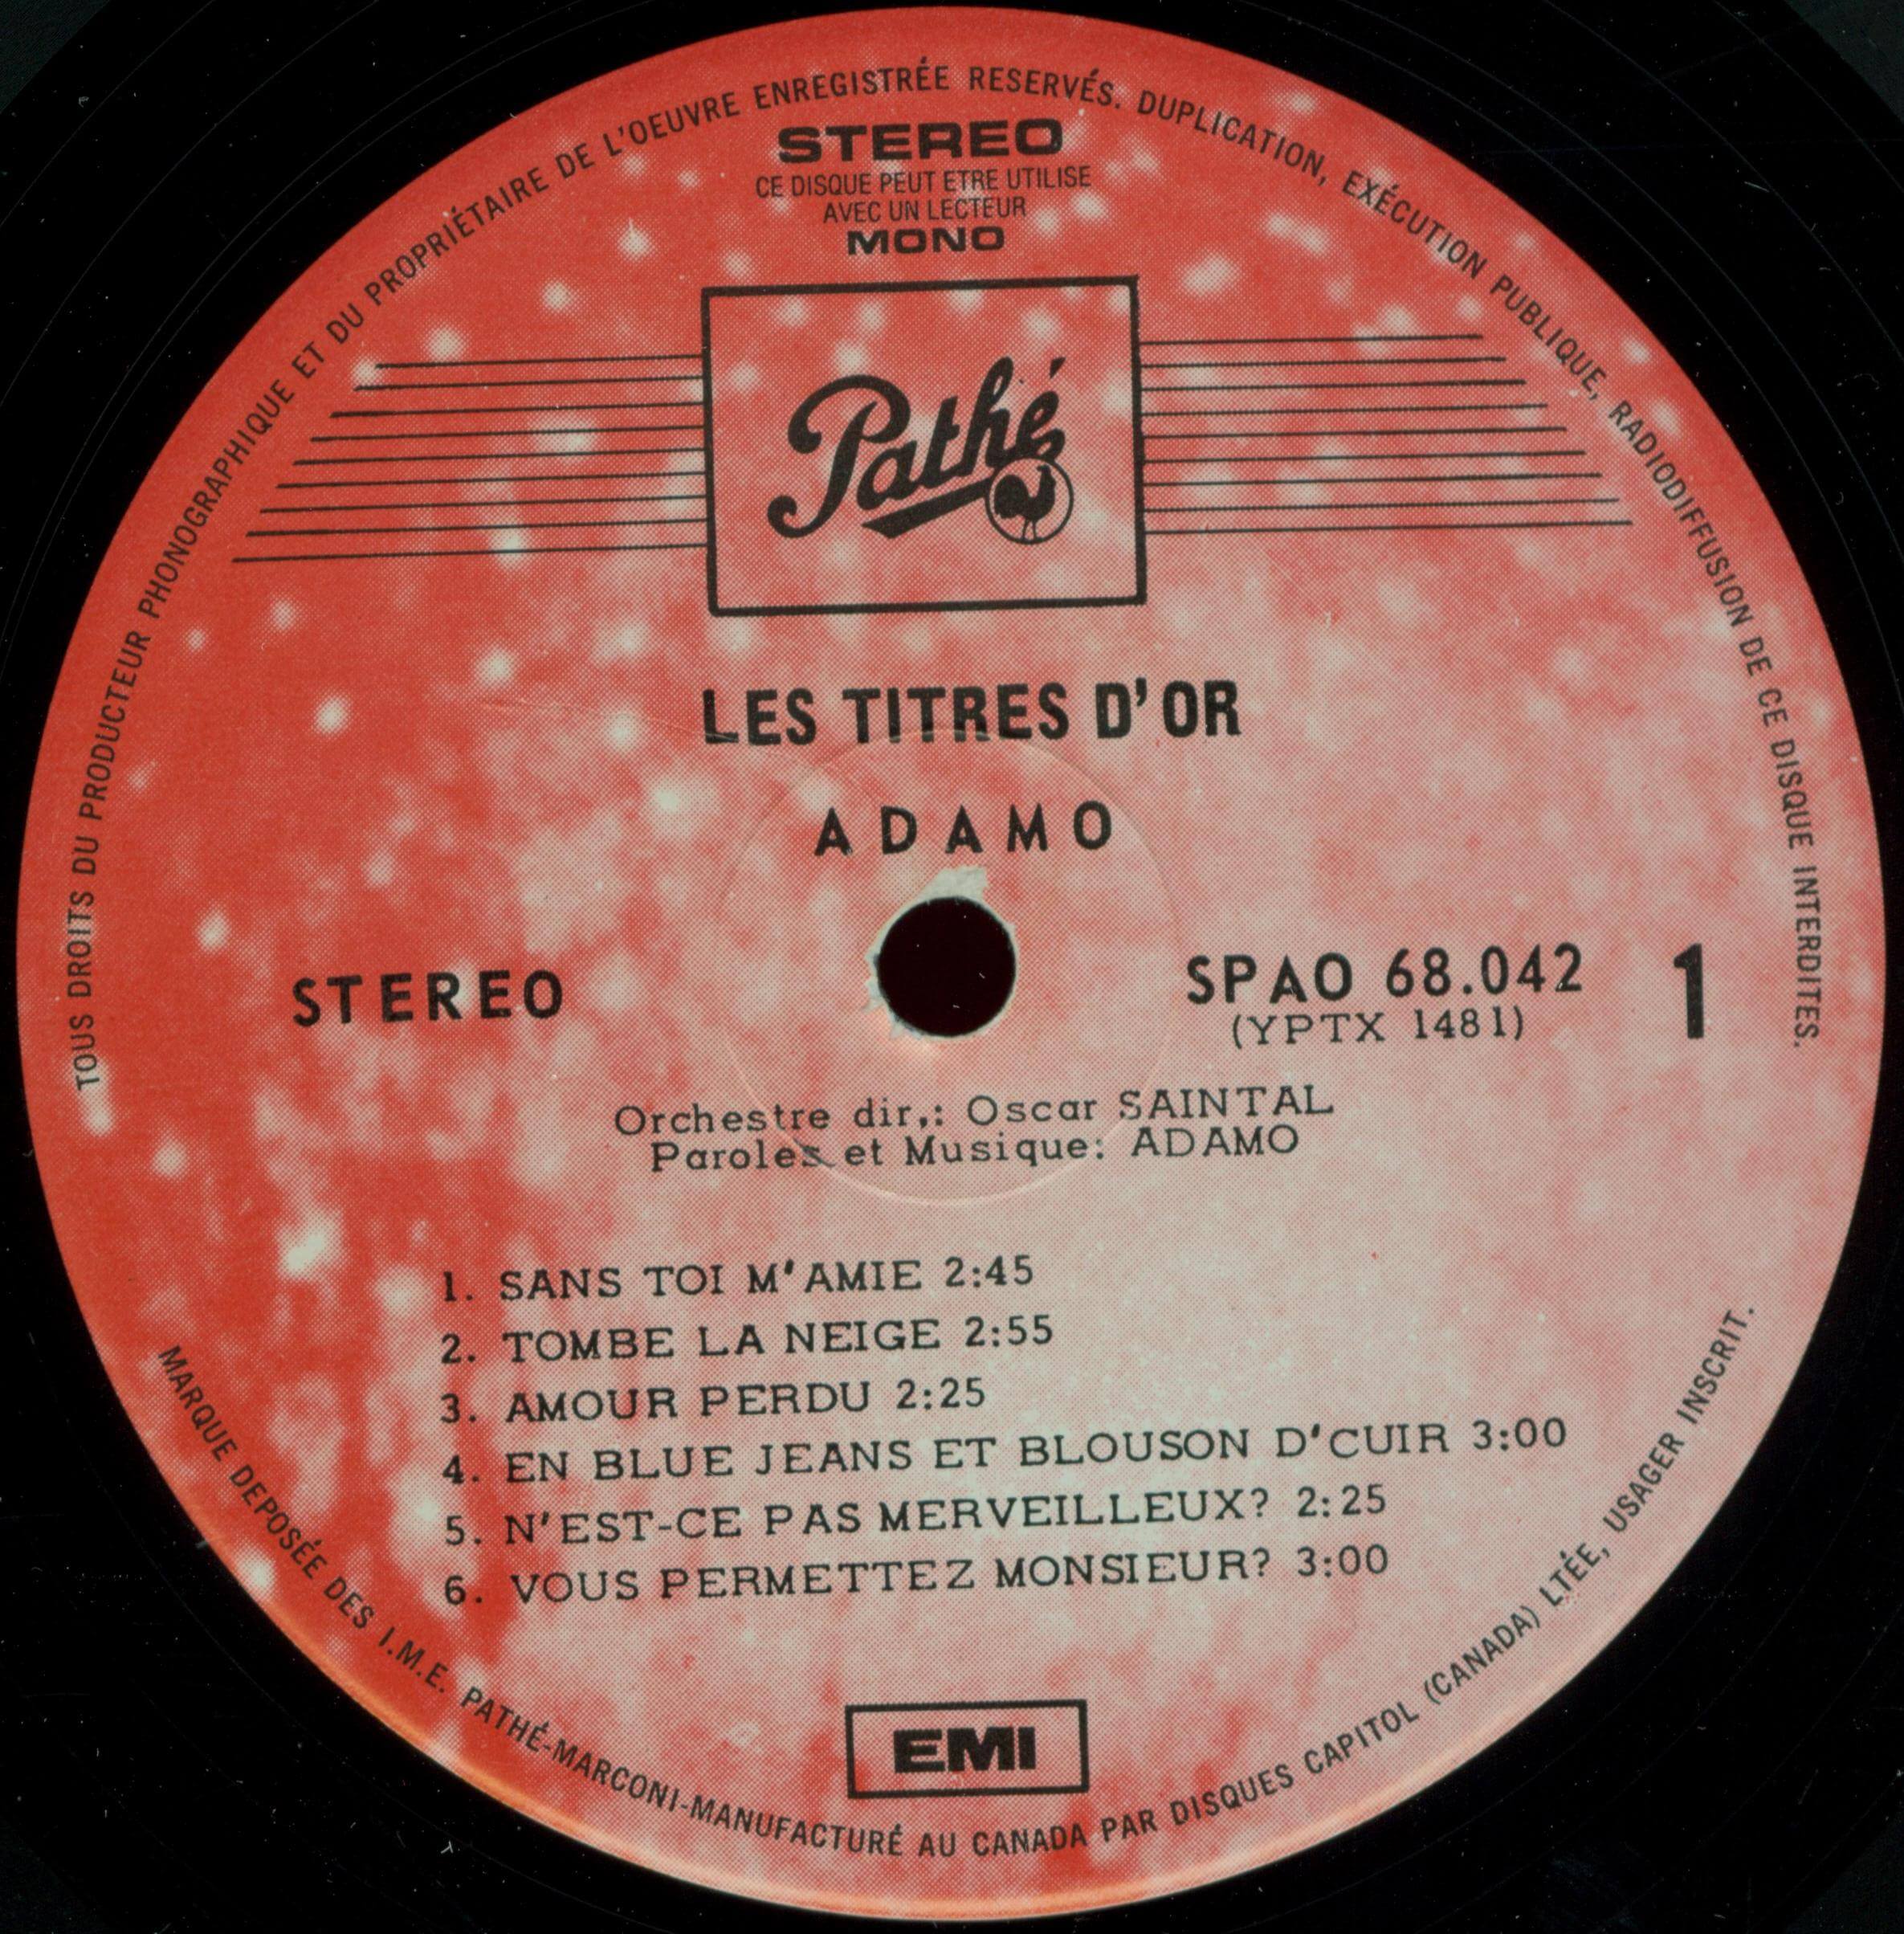 TOUS DROITS DU PRODUCTEUR PHONOGRAPHIQUE ET DU PROPRIÉTAIRE DE L'OEUVRE ENREGISTRÉE RESERVÉS. DUPLICATION, EXÉCUTION PUBLIQUE, RADIODIFFUSION DE CE DISQUE INTERDITES.
STEREO
CE DISQUE PEUT ETRE UTILISE
AVEC UN LECTEUR
MONO
Pathé
LES TITRES D'OR
ADAMO
STEREO
SPAO 68.042 1
(YPTX 1481)
Orchestre dir,: Oscar SAINTAL
Paroles et Musique: ADAMO
1. SANS TOI M'AMIE 2:45
2. TOMBE LA NEIGE 2:55
3. AMOUR PERDU 2:25
4. EN BLUE JEANS ET BLOUSON D'CUIR 3:00
5. N'EST-CE PAS MERVEILLEUX? 2:25
6. VOUS PERMETTEZ MONSIEUR? 3:00
EMI
MARQUE DEPOSÉE DES I.M.E. PATHÉ-MARCONI-MANUFACTURÉ AU CANADA PAR DISQUES CAPITOL (CANADA) LTÉE, USAGER INSCRIT.